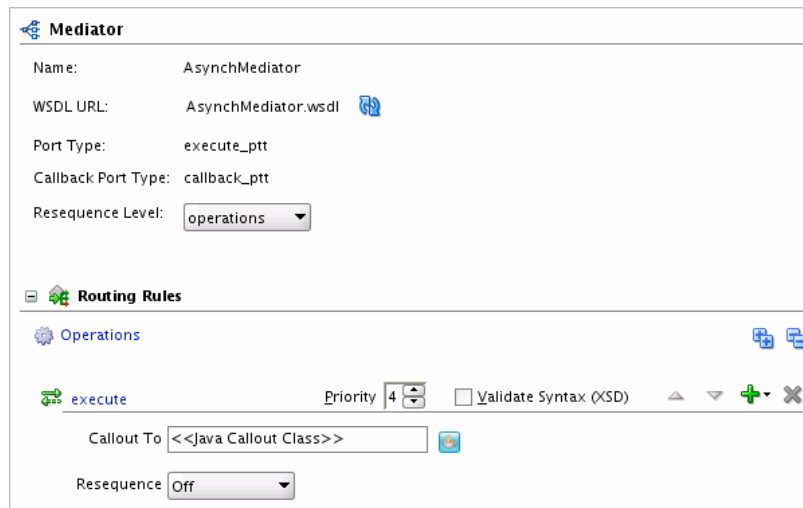 Mediator
Name: AsynchMediator
WSDL URL: AsynchMediator.wsdl
Port Type: execute_ptt
Callback Port Type: callback_ptt
Resequence Level: operations
Routing Rules
Operations
execute Priority 4 Validate Syntax (XSD)
Callout To <<Java Callout Class>>
Resequence Off